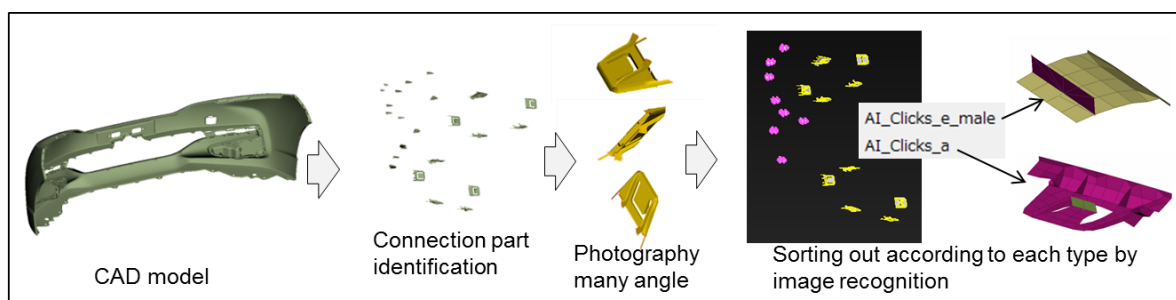 CAD model
Connection part
identification
Photography
many angle
AI_Clicks_e_male
AI_Clicks_a
Sorting out according to each type by
image recognition